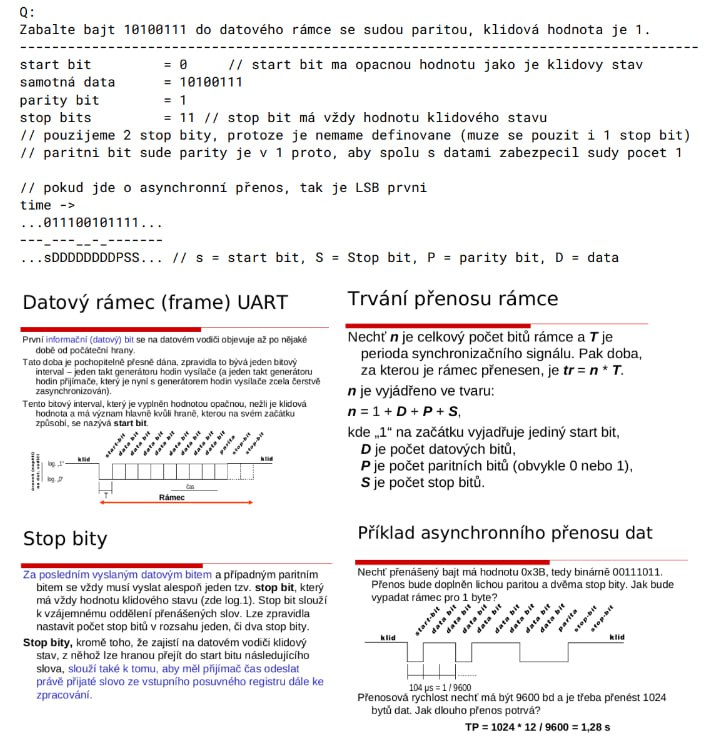 Q:
Zabalte bajt 10100111 do datového rámce se sudou paritou, klidová hodnota je 1.
-------------------------------------------------------------------------------
start bit = 0 // start bit ma opacnou hodnotu jako je klidovy stav
samotná data = 10100111
parity bit = 1
stop bits = 11 // stop bit má vždy hodnotu klidového stavu
// pouzijeme 2 stop bity, protoze je nemame definovane (muze se pouzit i 1 stop bit)
// paritni bit sude parity je v 1 proto, aby spolu s datami zabezpecil sudy pocet 1
// pokud jde o asynchronní přenos, tak je LSB prvni
time ->
...011100101111...
---_---__-_-------
...sDDDDDDDDPSS... // s = start bit, S = Stop bit, P = parity bit, D = data
Datový rámec (frame) UART
První informační (datový) bit se na datovém vodiči objevuje až po nějaké
době od počáteční hrany.
Tato doba je pochopitelně přesně dána, zpravidla to bývá jeden bitový
interval – jeden takt generátoru hodin vysílače (a jeden takt generátoru
hodin přijímače, který je nyní s generátorem hodin vysílače zcela čerstvě
zasynchronizován).
Tento bitový interval, který je vyplněn hodnotou opačnou, nežli je klidová
hodnota a má význam hlavně kvůli hraně, kterou na svém začátku
způsobí, se nazývá start bit.
start-bit
data bit
data bit
data bit
data bit
data bit
data bit
data bit
data bit
parita
stop-bit
stop-bit
klid
klid
log. „1"
log. „0"
čas
T
Rámec
Trvání přenosu rámce
Nechť n je celkový počet bitů rámce a T je
perioda synchronizačního signálu. Pak doba,
za kterou je rámec přenesen, je tr = n * T.
n je vyjádřeno ve tvaru:
n = 1 + D + P + S,
kde „1" na začátku vyjadřuje jediný start bit,
D je počet datových bitů,
P je počet paritních bitů (obvykle 0 nebo 1),
S je počet stop bitů.
Stop bity
Za posledním vyslaným datovým bitem a případným paritním
bitem se vždy musí vyslat alespoň jeden tzv. stop bit, který
má vždy hodnotu klidového stavu (zde log.1). Stop bit slouží
k vzájemnému oddělení přenášených slov. Lze zpravidla
nastavit počet stop bitů v rozsahu jeden, či dva stop bity.
Stop bity, kromě toho, že zajistí na datovém vodiči klidový
stav, z něhož lze hranou přejít do start bitu následujícího
slova, slouží také k tomu, aby měl přijímač čas odeslat
právě přijaté slovo ze vstupního posuvného registru dále ke
zpracování.
Příklad asynchronního přenosu dat
Nechť přenášený bajt má hodnotu 0x3B, tedy binárně 00111011.
Přenos bude doplněn lichou paritou a dvěma stop bity. Jak bude
vypadat rámec pro 1 byte?
start-bit
data bit
data bit
data bit
data bit
data bit
data bit
data bit
data bit
parita
stop-bit
stop-bit
klid
klid
104 µs = 1 / 9600
Přenosová rychlost nechť má být 9600 bd a je třeba přenést 1024
bytů dat. Jak dlouho přenos potrvá?
TP = 1024 * 12 / 9600 = 1,28 s